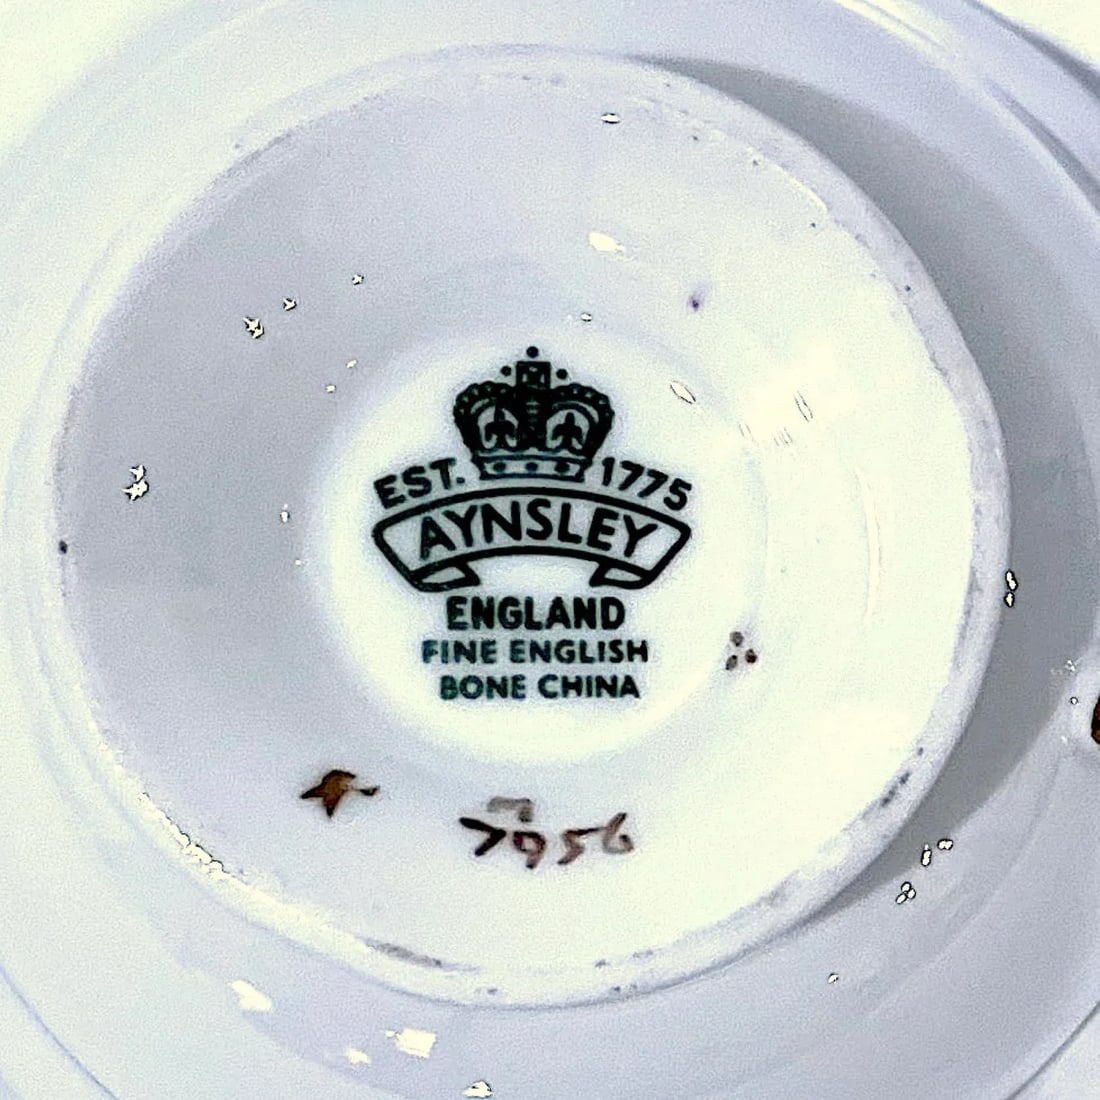 EST. 1775
AYNSLEY
ENGLAND
FINE ENGLISH
BONE CHINA
7956